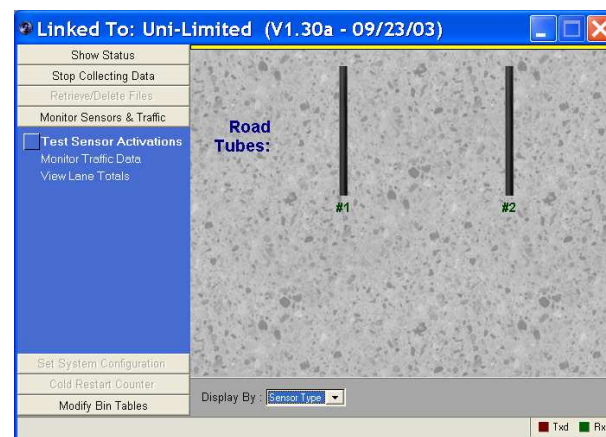 Linked To: Uni-Limited (V1.30a - 09/23/03)
Show Status
Stop Collecting Data
Retrieve/Delete Files
Monitor Sensors & Traffic
Test Sensor Activations
Monitor Traffic Data
View Lane Totals
Set System Configuration
Cold Restart Counter
Modify Bin Tables
Road
Tubes:
#1 #2
Display By : Sensor Type
Txd Rx